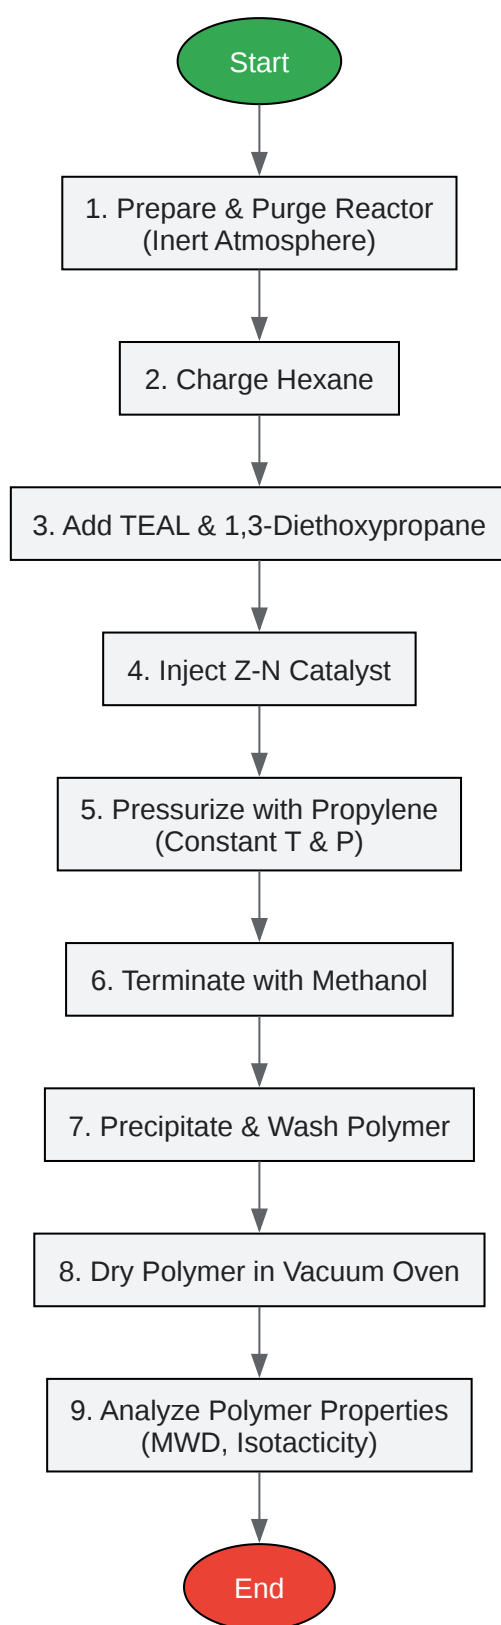 Start
1. Prepare & Purge Reactor
(Inert Atmosphere)
2. Charge Hexane
3. Add TEAL & 1,3-Diethoxypropane
4. Inject Z-N Catalyst
5. Pressurize with Propylene
(Constant T & P)
6. Terminate with Methanol
7. Precipitate & Wash Polymer
8. Dry Polymer in Vacuum Oven
9. Analyze Polymer Properties
(MWD, Isotacticity)
End